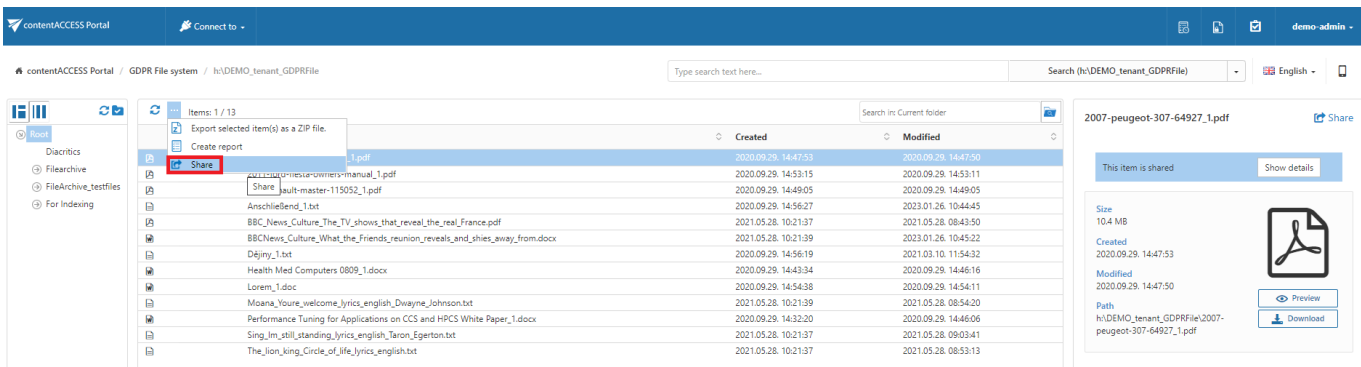 contentACCESS Portal
Connect to
demo-admin
contentACCESS Portal / GDPR File system / h:\DEMO_tenant_GDPRFile
Type search text here...
Search (h:\DEMO_tenant_GDPRFile)
English
Root
Diacritics
Filearchive
FileArchive_testfiles
For Indexing
Items: 1 / 13
Search in: Current folder
Export selected item(s) as a ZIP file.
Create report
Share
Share
Created Modified
_1.pdf 2020.09.29. 14:47:53 2020.09.29. 14:47:50
2011-ford-fiesta-owners-manual_1.pdf 2020.09.29. 14:53:15 2020.09.29. 14:53:11
ault-master-115052_1.pdf 2020.09.29. 14:49:05 2020.09.29. 14:49:05
Anschließend_1.txt 2020.09.29. 14:56:27 2023.01.26. 10:44:45
BBC_News_Culture_The_TV_shows_that_reveal_the_real_France.pdf 2021.05.28. 10:21:37 2021.05.28. 08:43:50
BBCNews_Culture_What_the_Friends_reunion_reveals_and_shies_away_from.docx 2021.05.28. 10:21:39 2023.01.26. 10:45:22
Dějiny_1.txt 2020.09.29. 14:56:19 2021.03.10. 11:54:32
Health Med Computers 0809_1.docx 2020.09.29. 14:43:34 2020.09.29. 14:46:16
Lorem_1.doc 2020.09.29. 14:54:38 2020.09.29. 14:54:11
Moana_Youre_welcome_lyrics_english_Dwayne_Johnson.txt 2021.05.28. 10:21:39 2021.05.28. 08:54:20
Performance Tuning for Applications on CCS and HPCS White Paper_1.docx 2020.09.29. 14:32:20 2020.09.29. 14:46:06
Sing_Im_still_standing_lyrics_english_Taron_Egerton.txt 2021.05.28. 10:21:37 2021.05.28. 09:03:41
The_lion_king_Circle_of_life_lyrics_english.txt 2021.05.28. 10:21:37 2021.05.28. 08:53:13
2007-peugeot-307-64927_1.pdf
Share
This item is shared
Show details
Size
10.4 MB
Created
2020.09.29. 14:47:53
Modified
2020.09.29. 14:47:50
Path
h:\DEMO_tenant_GDPRFile\2007-
peugeot-307-64927_1.pdf
Preview
Download